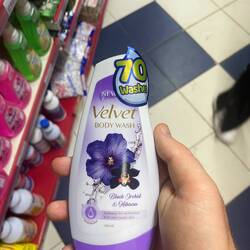 NEW
70
Washes
Velvet
BODY WASH
Black Orchid
& Hibiscus